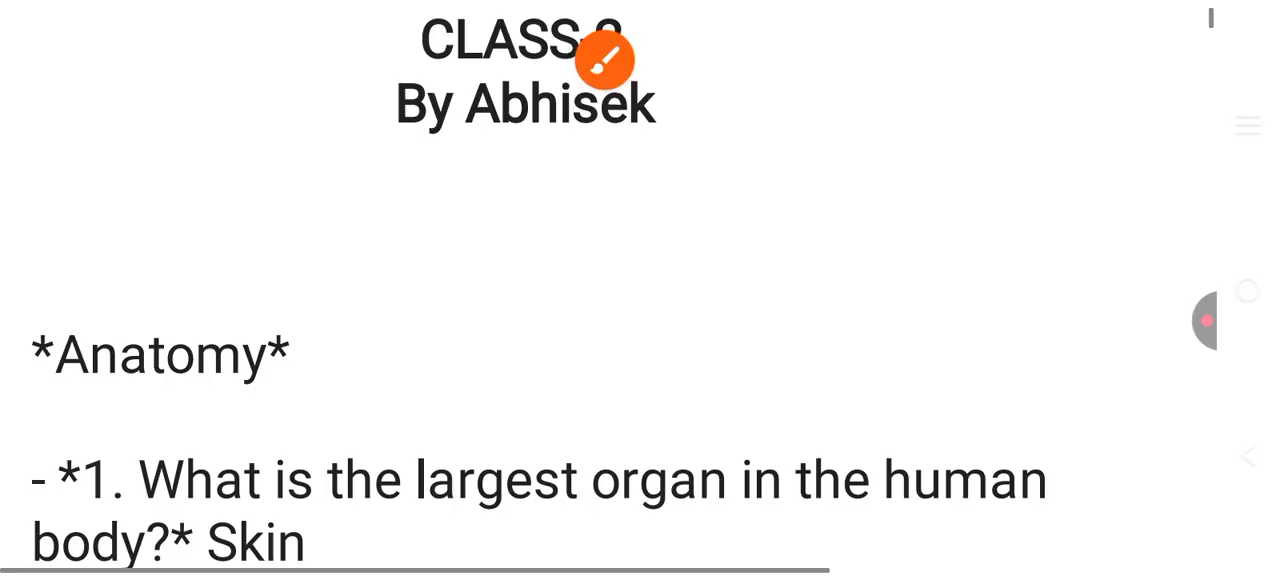 CLASS
By Abhisek
*Anatomy*
- *1. What is the largest organ in the human
body?* Skin